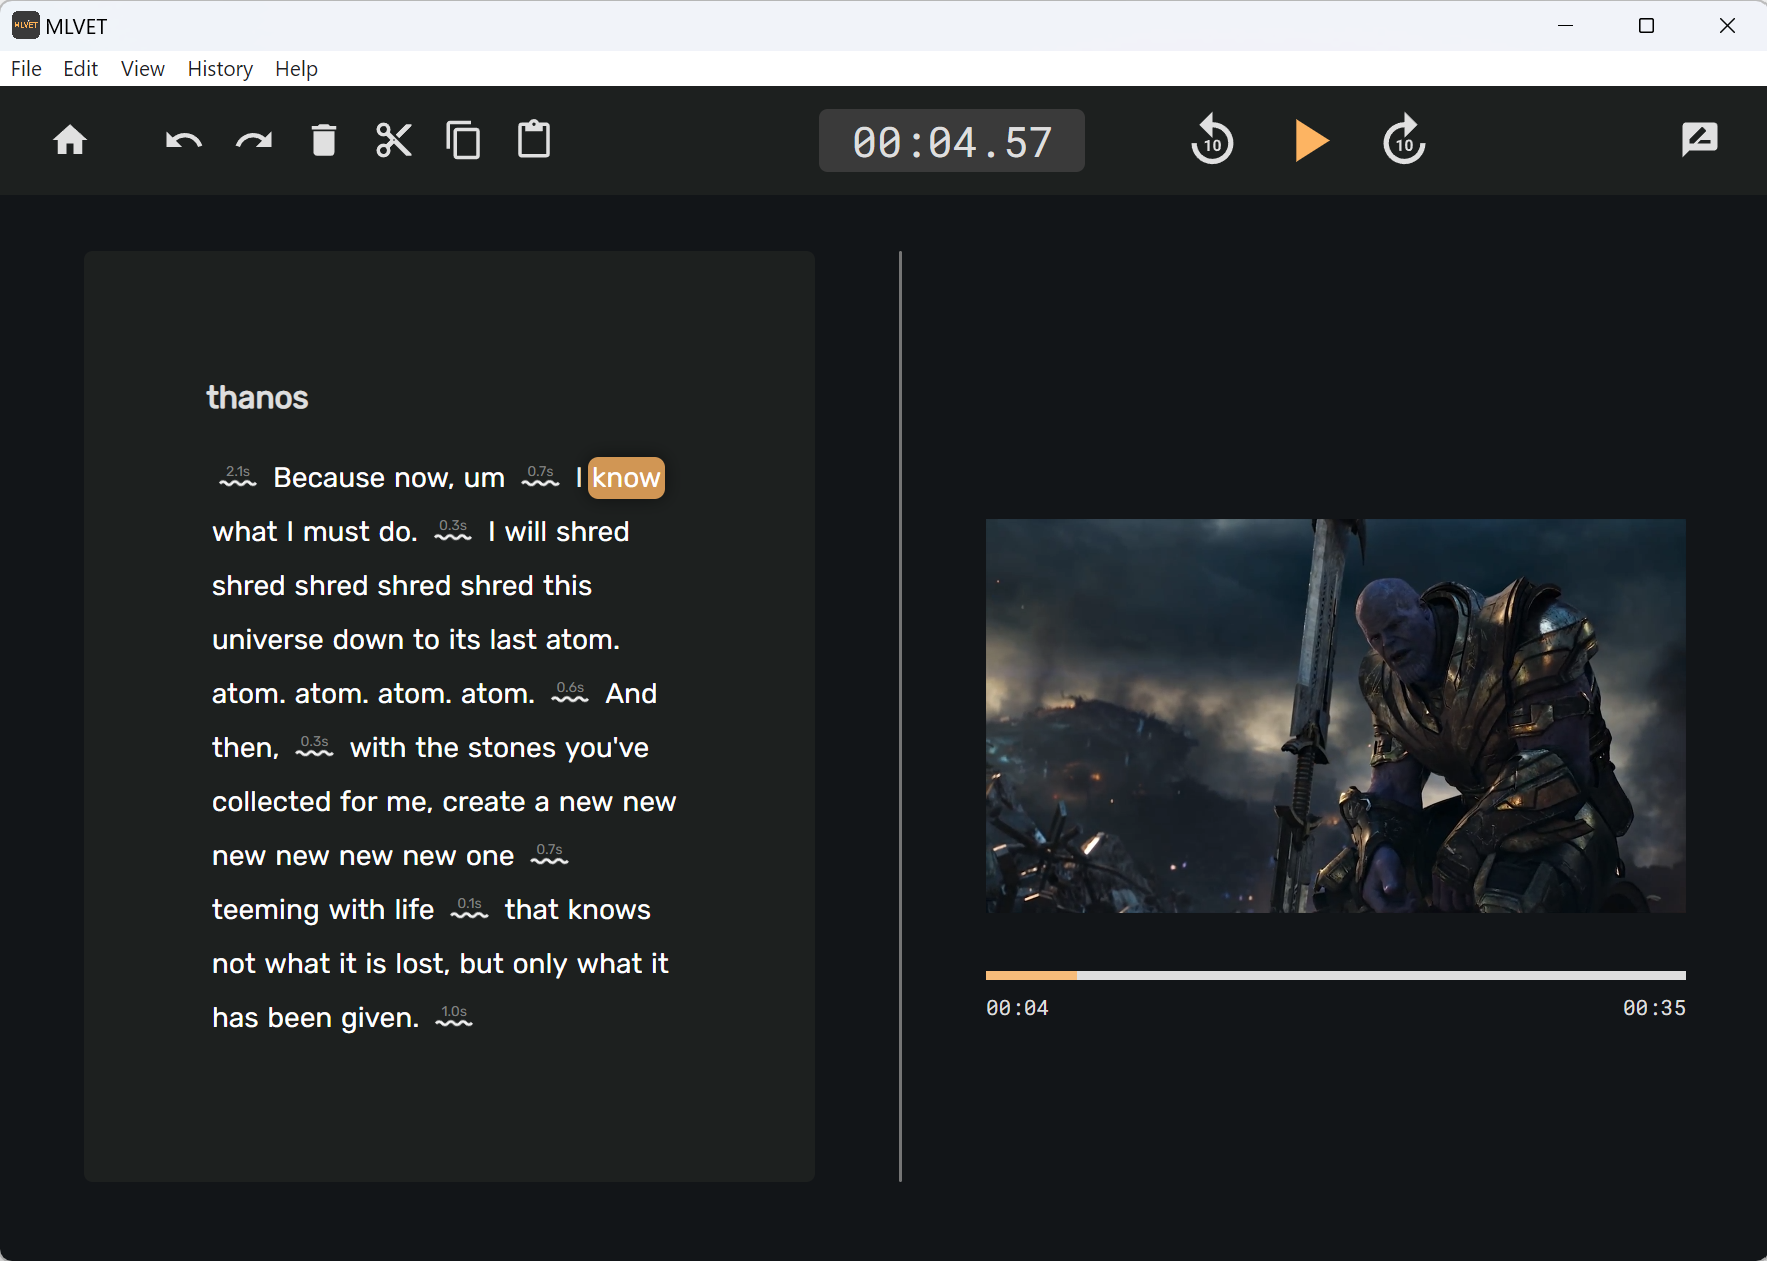 MLVET
MLVET
File Edit View History Help
00:04.57
10
10
thanos
2.1s Because now, um 0.7s I know
what I must do. 0.3s I will shred
shred shred shred shred this
universe down to its last atom.
atom. atom. atom. atom. 0.6s And
then, 0.3s with the stones you've
collected for me, create a new new
new new new new one 0.7s
teeming with life 0.1s that knows
not what it is lost, but only what it
has been given. 1.0s
00:04
00:35